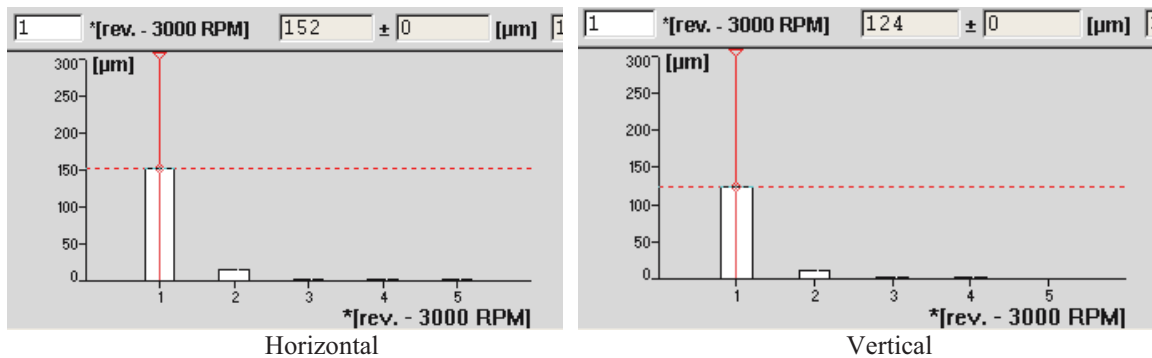 1 *[rev. - 3000 RPM] 152 ± 0 [µm]
300 [µm]
250
200
150
100
50
0
1 2 3 4 5
*[rev. - 3000 RPM]
Horizontal
1 *[rev. - 3000 RPM] 124 ± 0 [µm]
300 [µm]
250
200
150
100
50
0
1 2 3 4 5
*[rev. - 3000 RPM]
Vertical